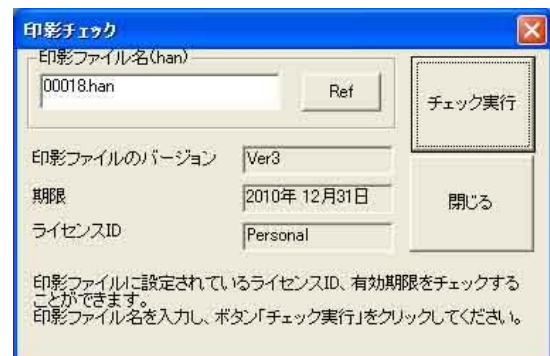 印影チェック
印影ファイル名(han)
00018.han
Ref
チェック実行
印影ファイルのバージョン
Ver3
期限
2010年 12月31日
閉じる
ライセンスID
Personal
印影ファイルに設定されているライセンスID、有効期限をチェックする
ことができます。
印影ファイル名を入力し、ボタン「チェック実行」をクリックしてください。